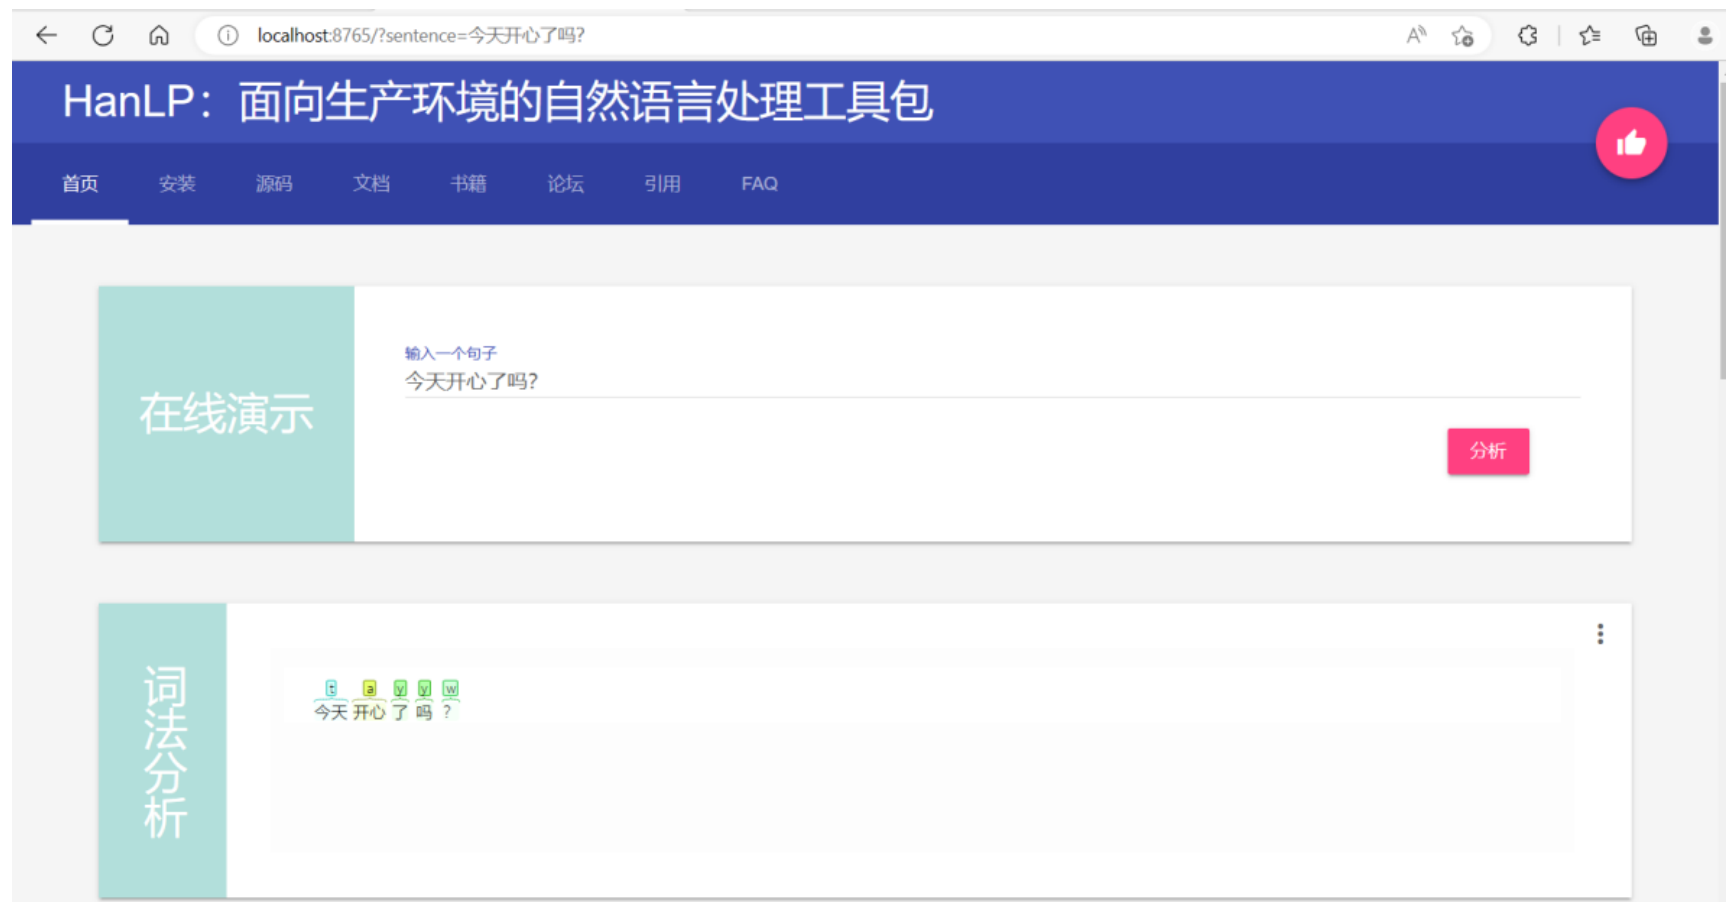 localhost:8765/?sentence=今天开心了吗?
HanLP：面向生产环境的自然语言处理工具包
首页 安装 源码 文档 书籍 论坛 引用 FAQ
在线演示
输入一个句子
今天开心了吗?
分析
词法分析
t a y y w
今天 开心 了 吗 ?